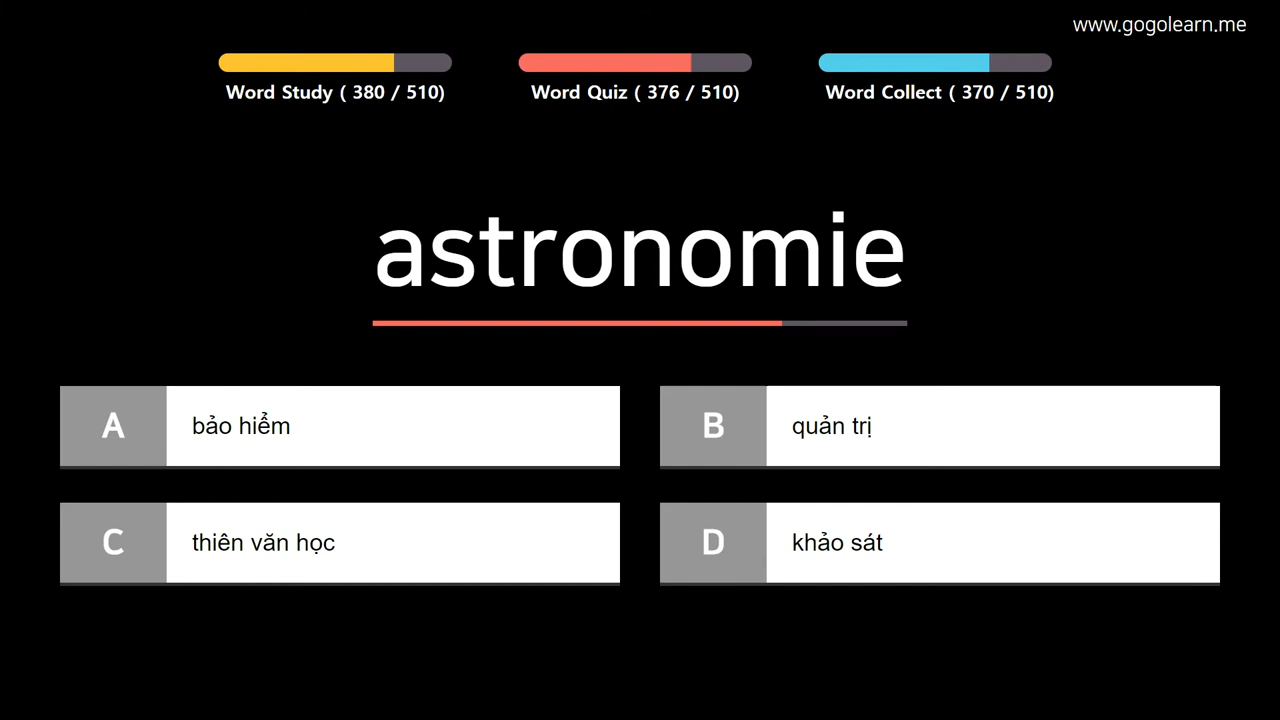 www.gogolearn.me
Word Study ( 380 / 510)
Word Quiz ( 376 / 510)
Word Collect ( 370 / 510)
astronomie
A
bảo hiểm
B
quản trị
C
thiên văn học
D
khảo sát